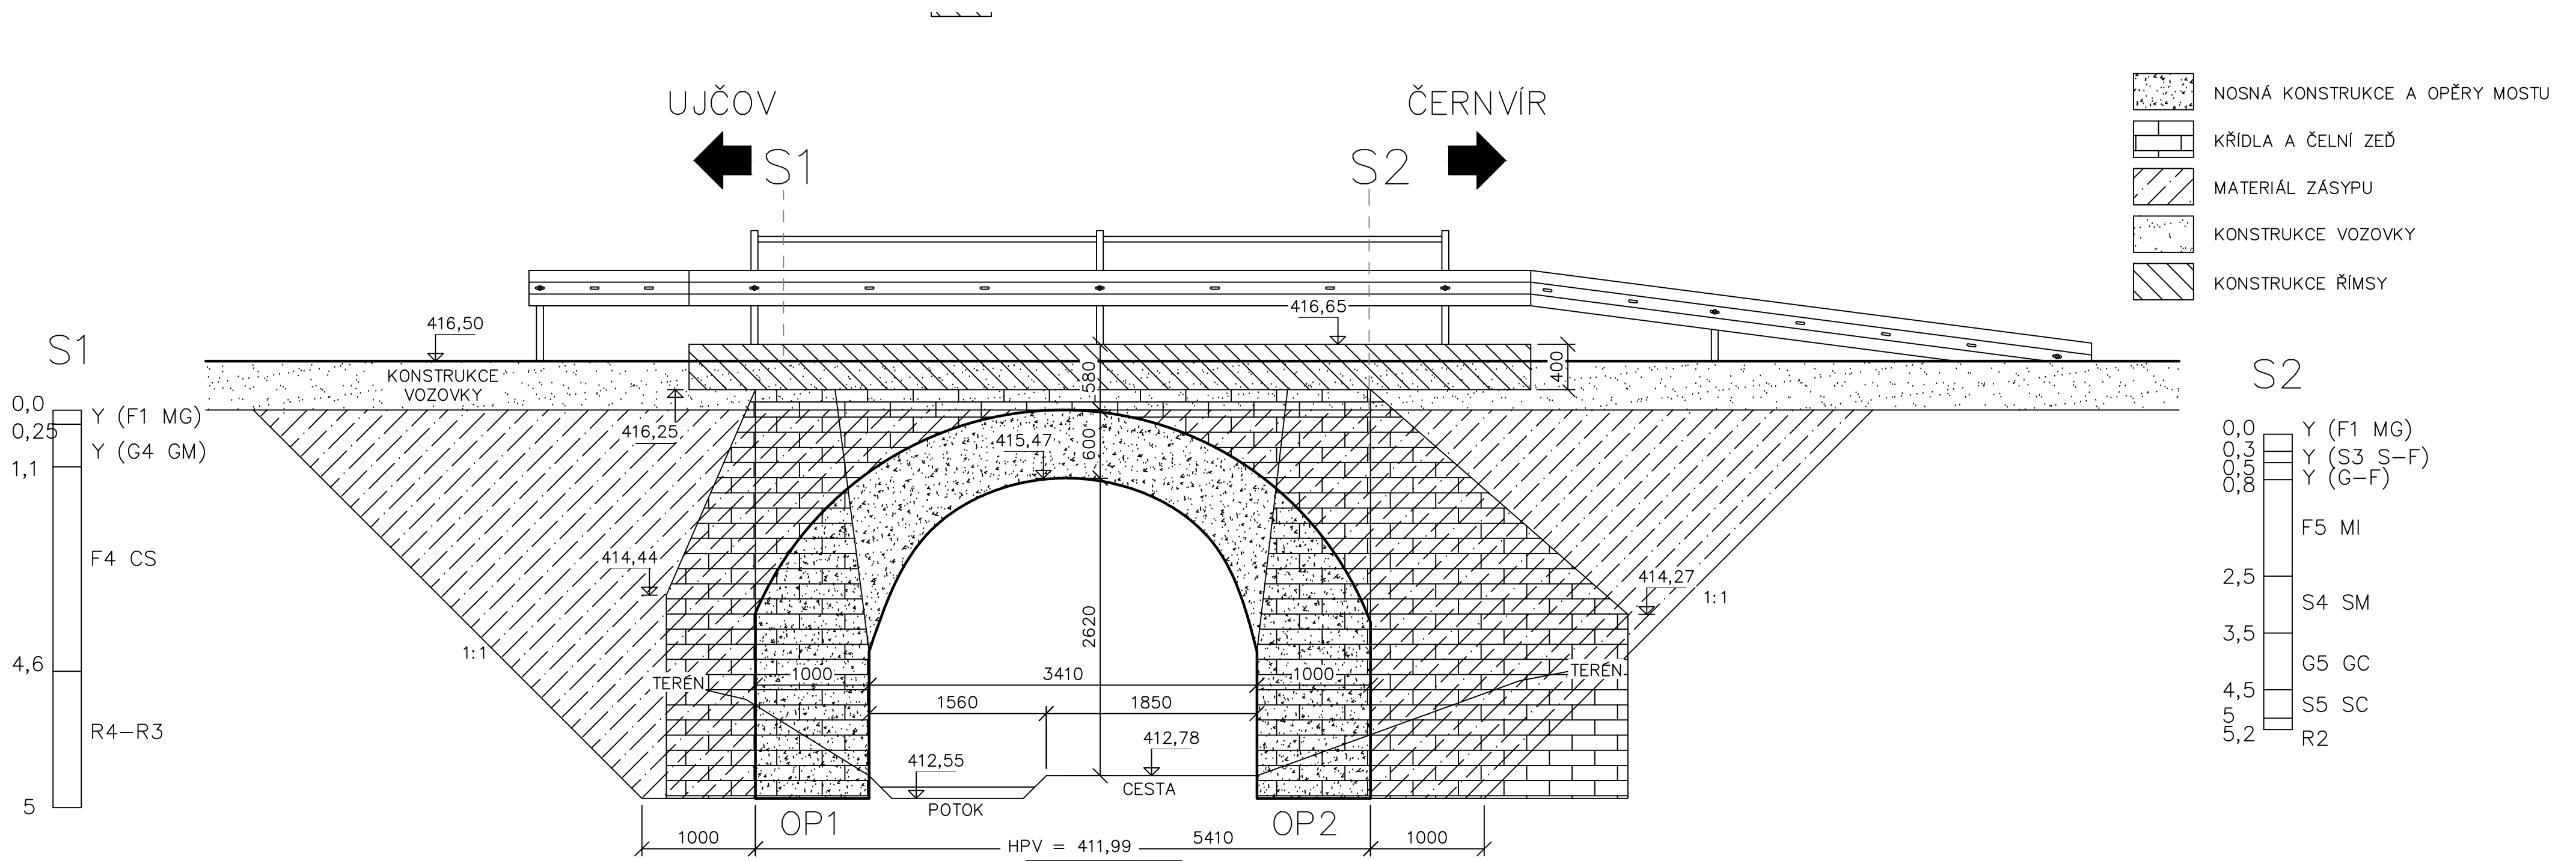 UJČOV
ČERNVÍR
S1
S2
NOSNÁ KONSTRUKCE A OPĚRY MOSTU
KŘÍDLA A ČELNÍ ZEĎ
MATERIÁL ZÁSYPU
KONSTRUKCE VOZOVKY
KONSTRUKCE ŘÍMSY
416,50
416,65
S1
S2
KONSTRUKCE
VOZOVKY
580
400
416,25
415,47
600
414,44
414,27
1:1
1:1
2620
TERÉN
TERÉN
1000
3410
1000
1560
1850
412,55
412,78
POTOK
CESTA
OP1
OP2
1000
HPV = 411,99
5410
1000
0,0
Y (F1 MG)
0,25
Y (G4 GM)
1,1
F4 CS
4,6
R4-R3
5
0,0
Y (F1 MG)
0,3
Y (S3 S-F)
0,5
Y (G-F)
0,8
F5 MI
2,5
S4 SM
3,5
G5 GC
4,5
S5 SC
5
5,2
R2